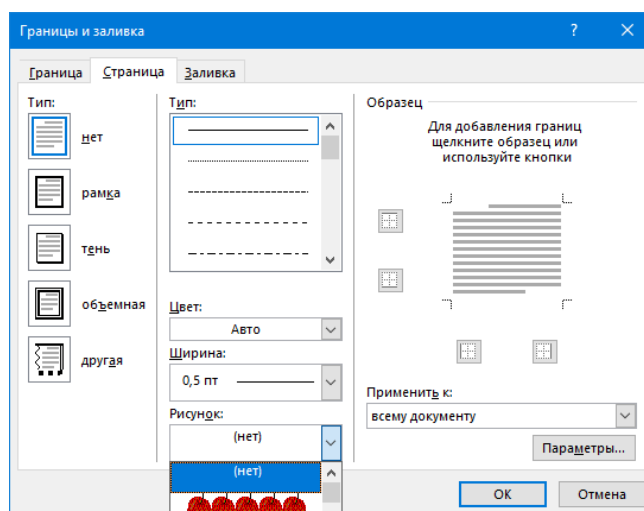 Границы и заливка
?
Граница Страница Заливка
Тип:
нет
рамка
тень
объемная
другая
Тип:
Цвет:
Авто
Ширина:
0,5 пт
Рисунок:
(нет)
(нет)
Образец
Для добавления границ
щелкните образец или
используйте кнопки
Применить к:
всему документу
Параметры...
ОК Отмена